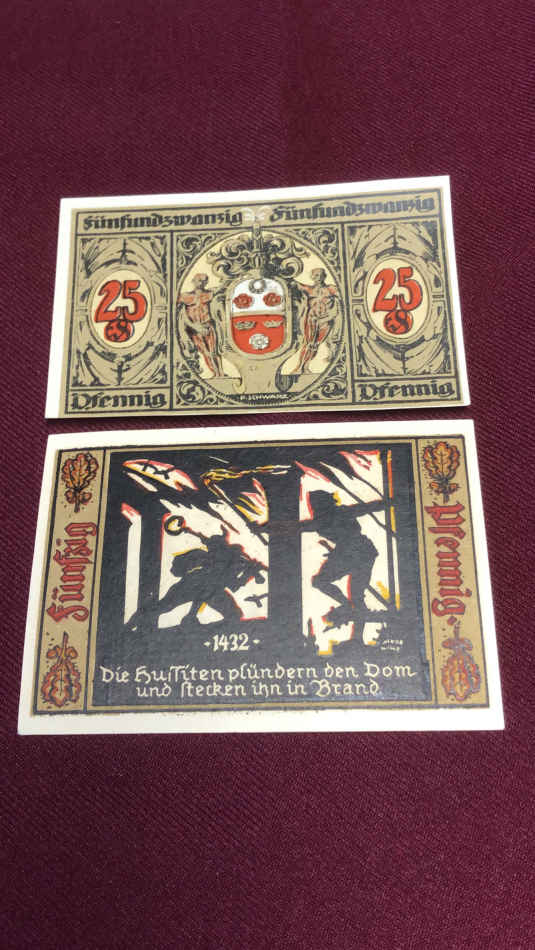 Fünfundzwanzig Fünfundzwanzig
25
25
Pfennig
Pfennig
F. SCHWARZ
Fünfzig
Pfennig
·1432·
Die Hussiten plündern den Dom
und stecken ihn in Brand.